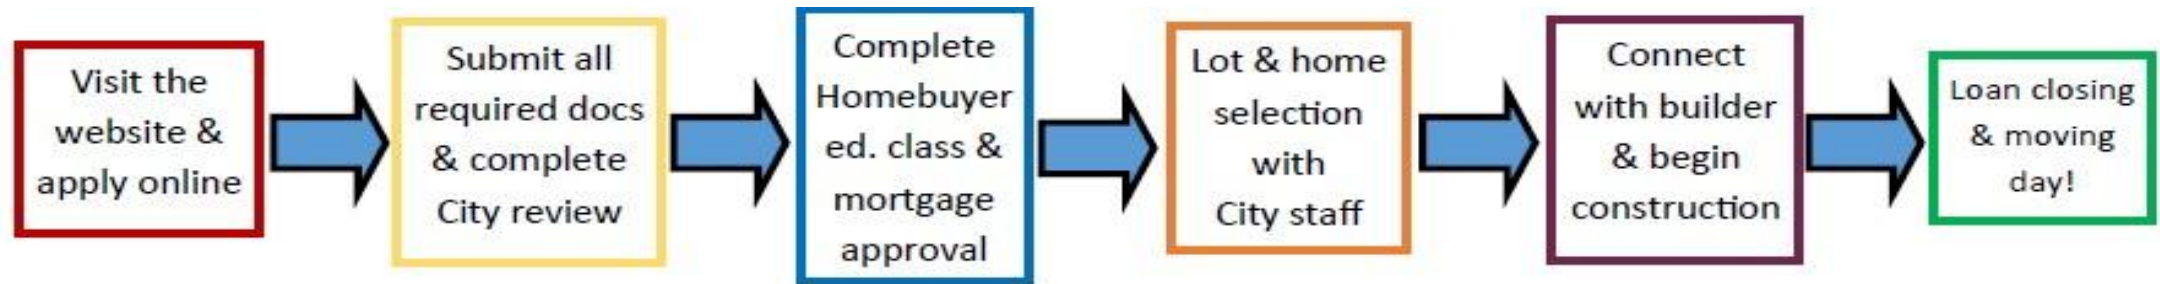 Visit the
website &
apply online
Submit all
required docs
& complete
City review
Complete
Homebuyer
ed. class &
mortgage
approval
Lot & home
selection
with
City staff
Connect
with builder
& begin
construction
Loan closing
& moving
day!